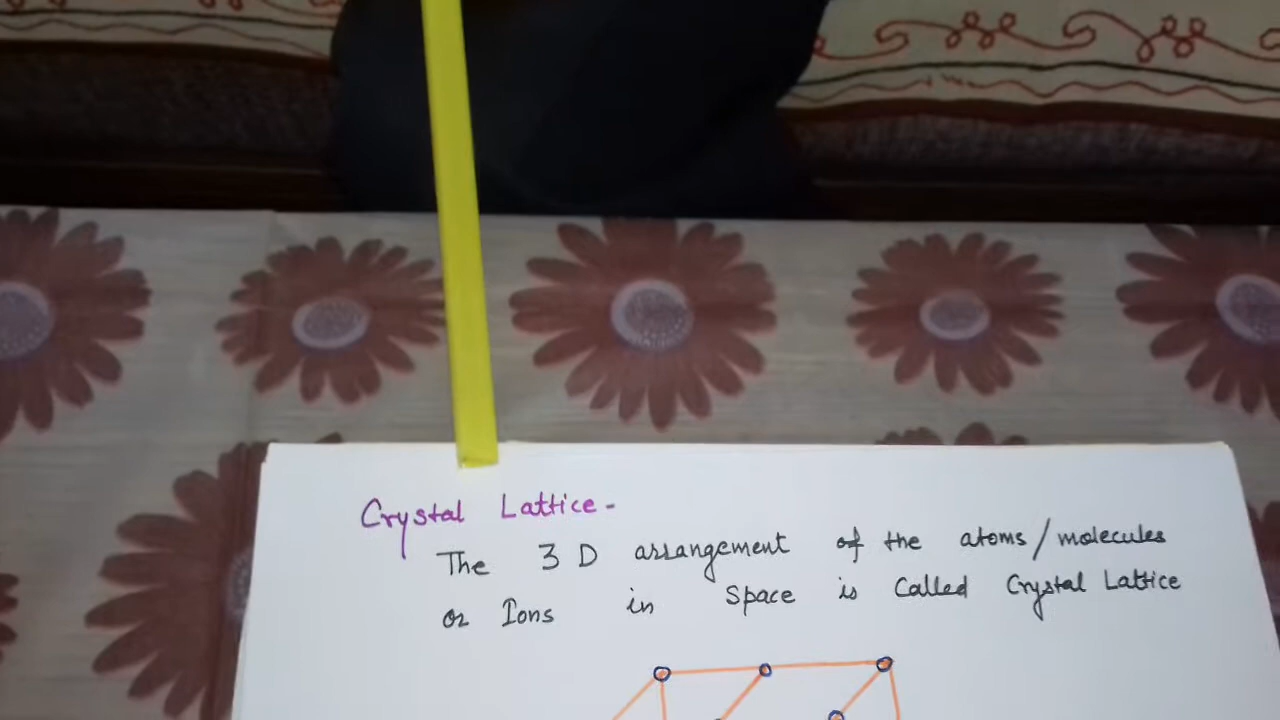 Crystal Lattice -
The 3 D arrangement of the atoms/molecules
or Ions in Space is Called Crystal Lattice